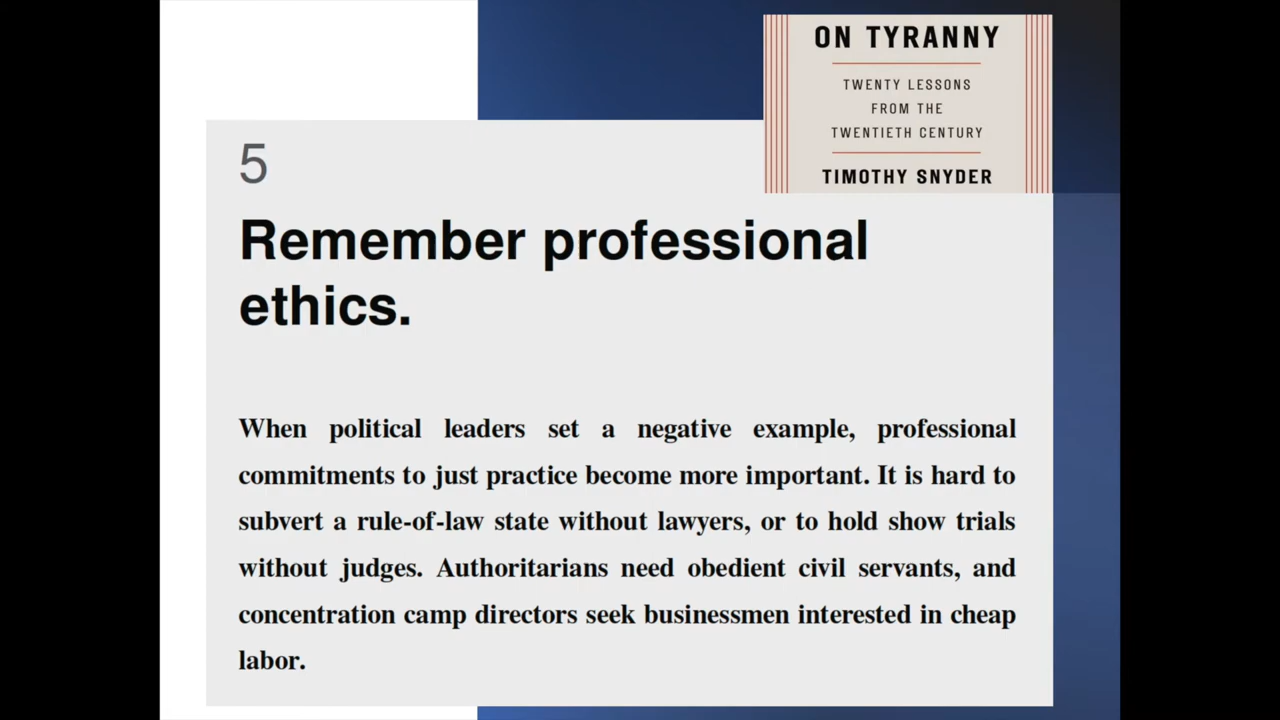 ON TYRANNY
TWENTY LESSONS
FROM THE
TWENTIETH CENTURY
TIMOTHY SNYDER
5
Remember professional
ethics.
When political leaders set a negative example, professional
commitments to just practice become more important. It is hard to
subvert a rule-of-law state without lawyers, or to hold show trials
without judges. Authoritarians need obedient civil servants, and
concentration camp directors seek businessmen interested in cheap
labor.